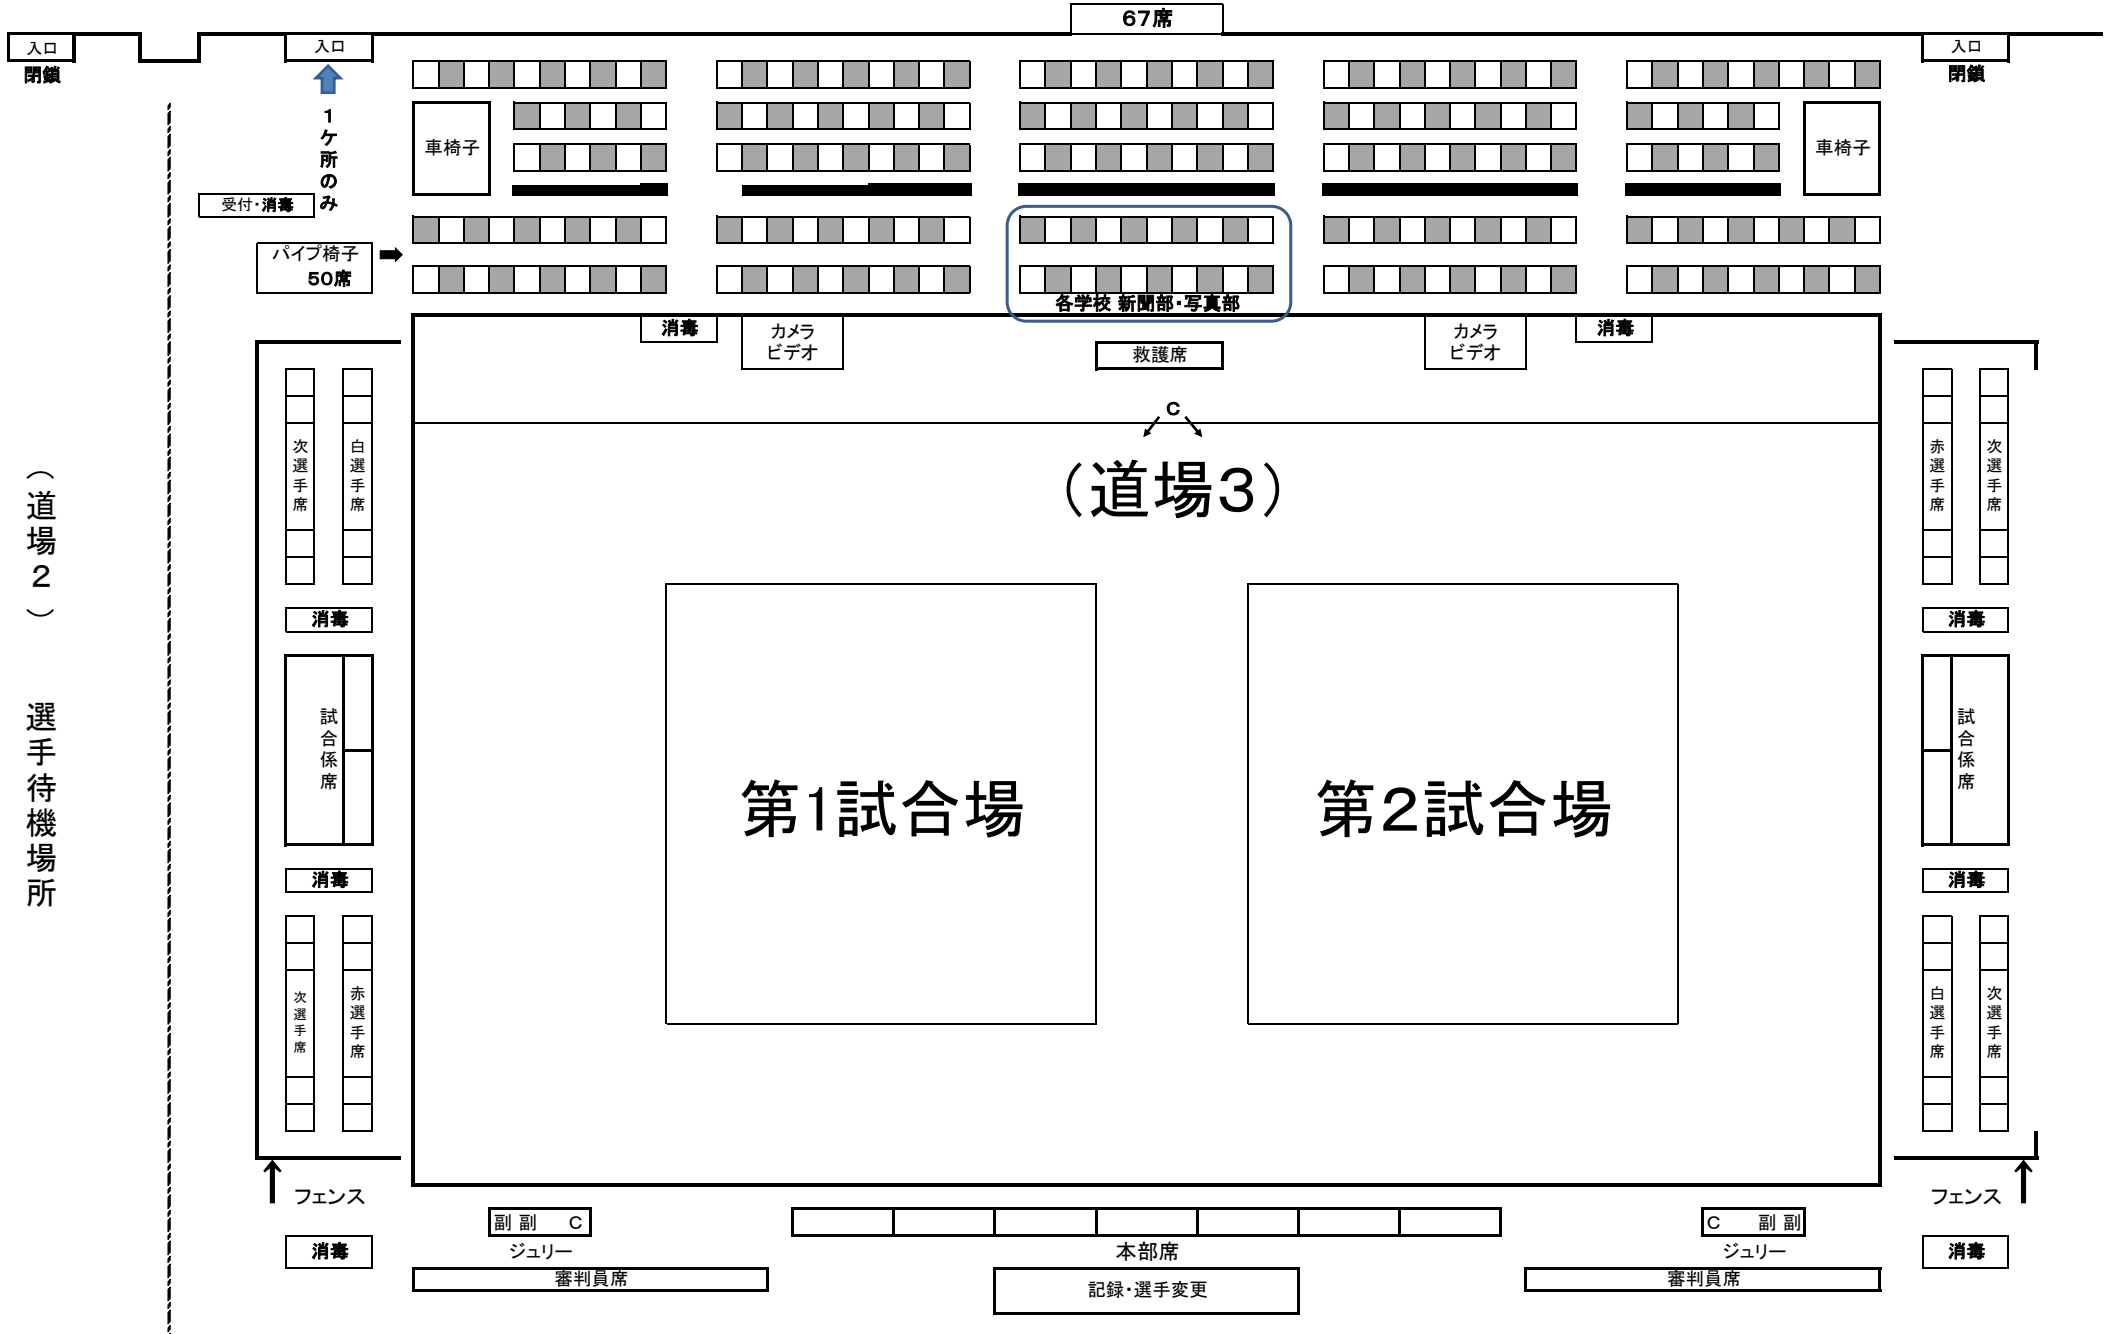 67席
入口
入口
入口
閉鎖
閉鎖
1ケ所のみ
車椅子
車椅子
受付・消毒
パイプ椅子
50席
各学校 新聞部・写真部
消毒
カメラ
ビデオ
救護席
カメラ
ビデオ
消毒
C
（道場3）
（道場2） 選手待機場所
次選手席
白選手席
赤選手席
次選手席
消毒
消毒
試合係席
第1試合場
第2試合場
試合係席
消毒
消毒
次選手席
赤選手席
白選手席
次選手席
フェンス
フェンス
副 副 C
C 副 副
消毒
ジュリー
本部席
ジュリー
消毒
審判員席
記録・選手変更
審判員席